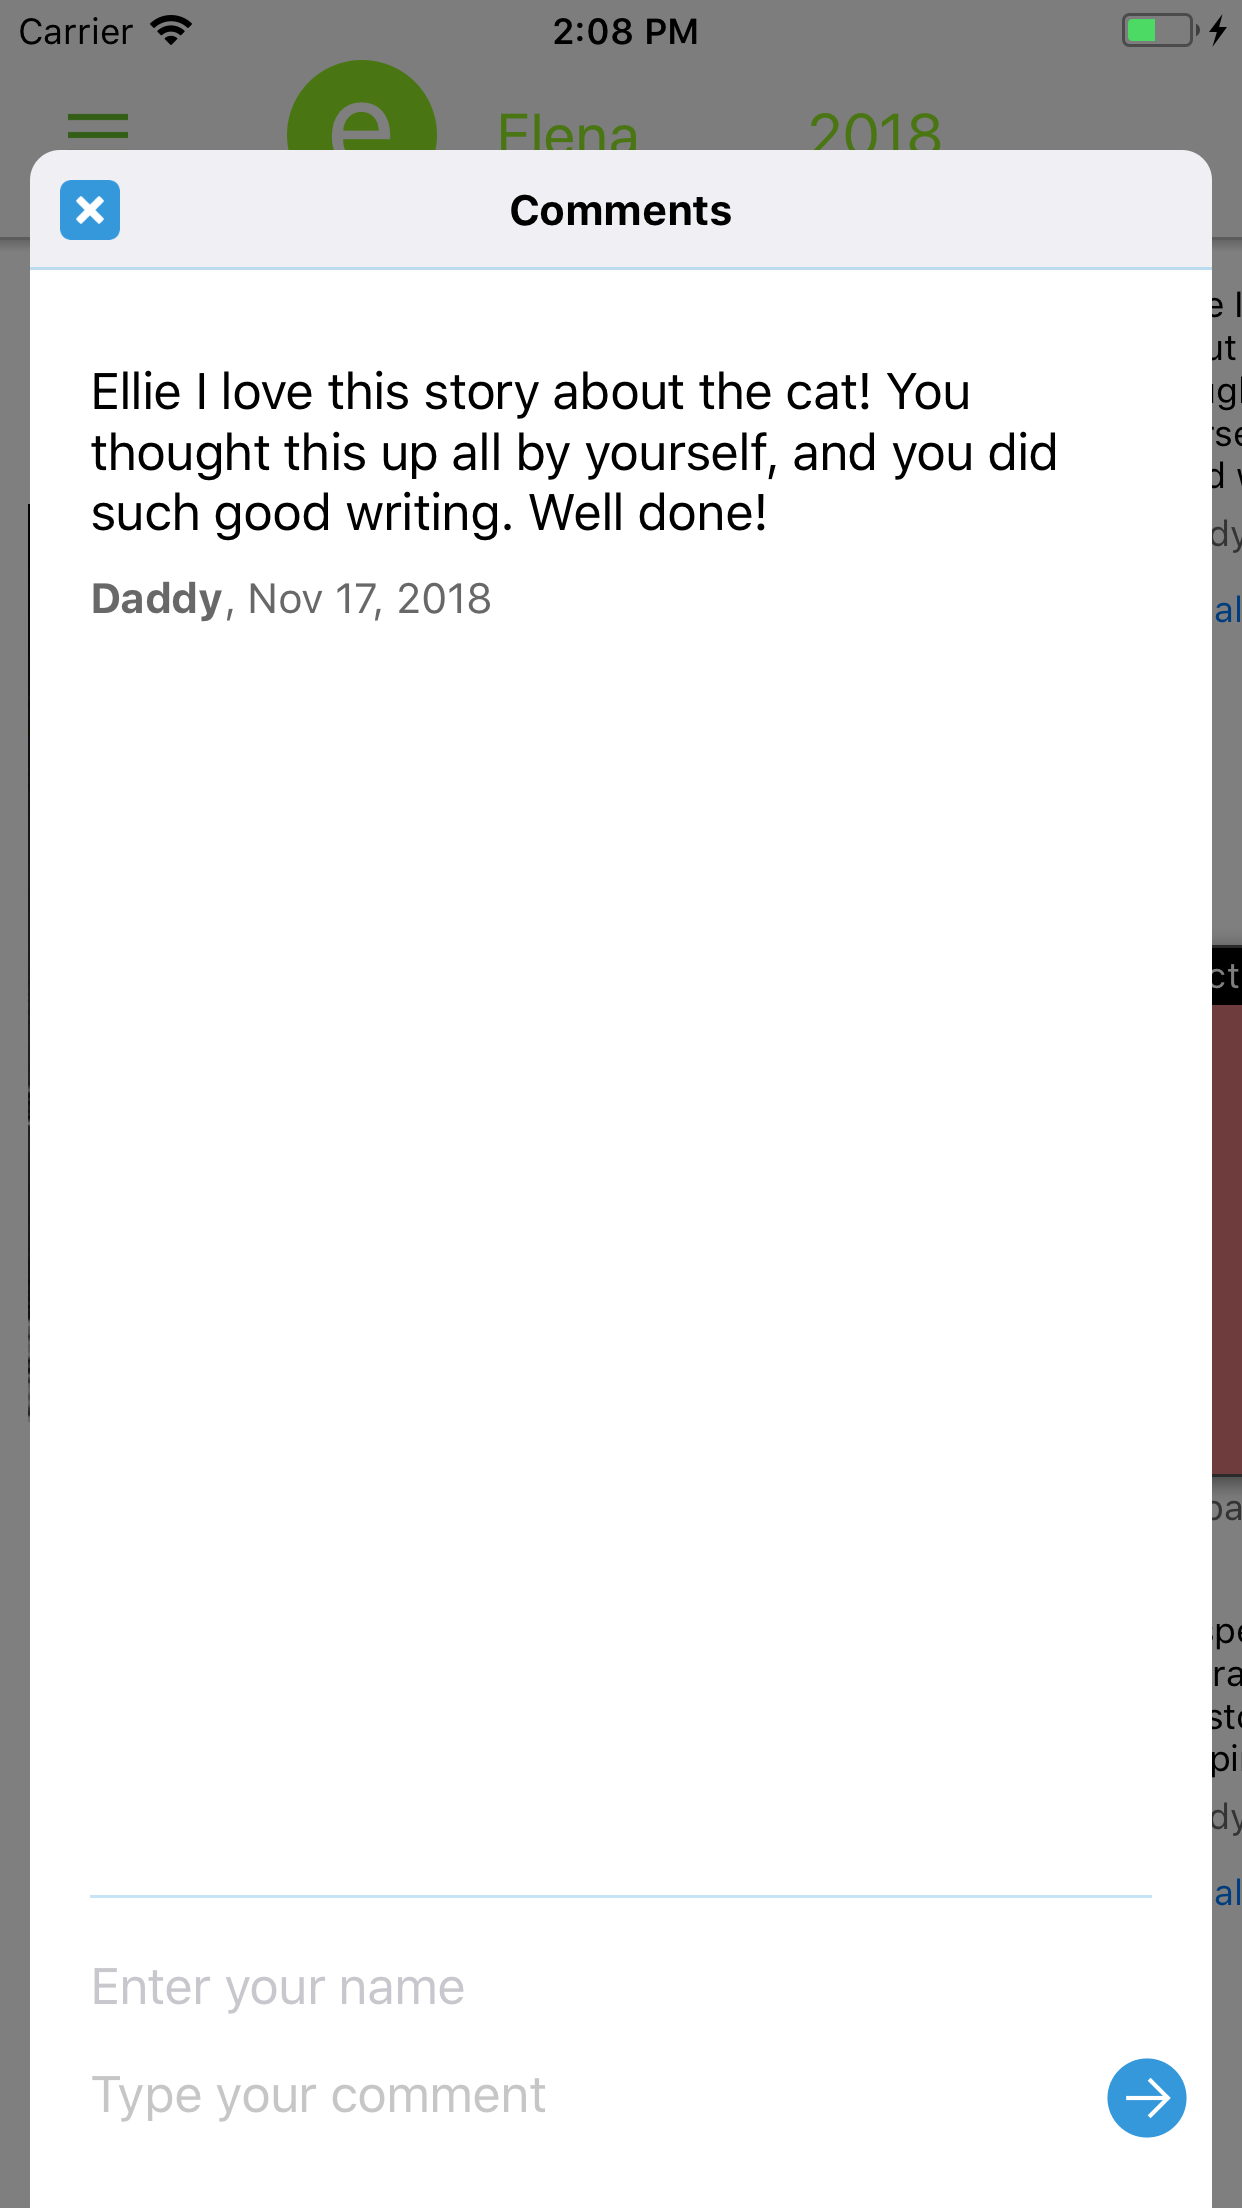 Carrier 2:08 PM
e Elena 2018
Comments
Ellie I love this story about the cat! You
thought this up all by yourself, and you did
such good writing. Well done!
Daddy, Nov 17, 2018
Enter your name
Type your comment